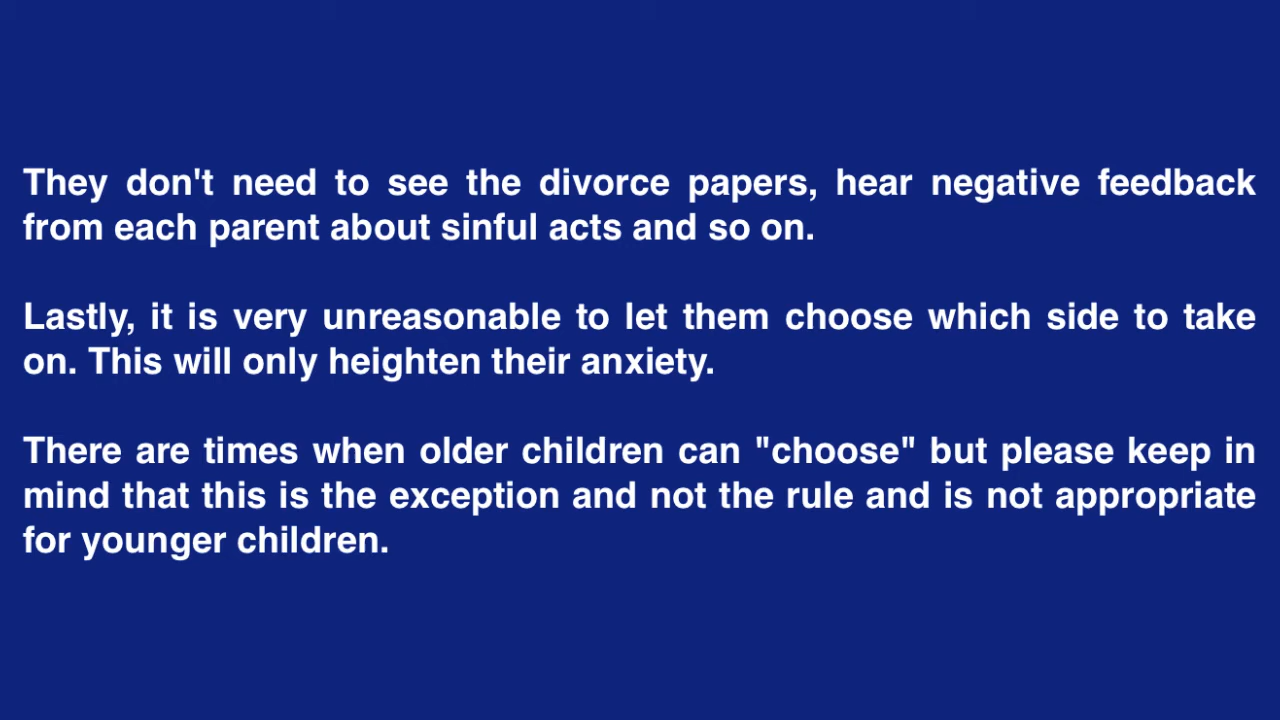 They don't need to see the divorce papers, hear negative feedback
from each parent about sinful acts and so on.
Lastly, it is very unreasonable to let them choose which side to take
on. This will only heighten their anxiety.
There are times when older children can "choose" but please keep in
mind that this is the exception and not the rule and is not appropriate
for younger children.